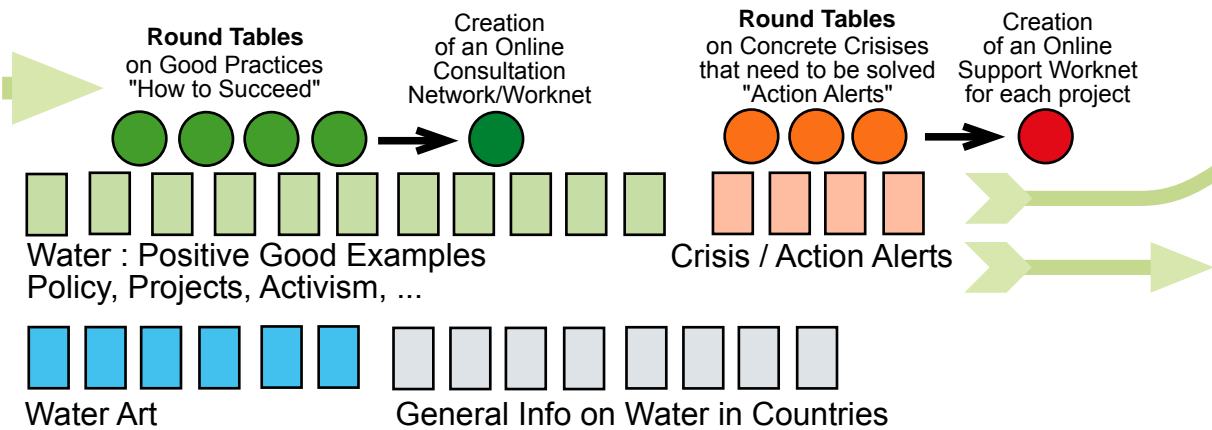 Round Tables
on Good Practices
"How to Succeed"
Creation
of an Online
Consultation
Network/Worknet
Round Tables
on Concrete Crisises
that need to be solved
"Action Alerts"
Creation
of an Online
Support Worknet
for each project
Water : Positive Good Examples
Policy, Projects, Activism, ...
Crisis / Action Alerts
Water Art
General Info on Water in Countries